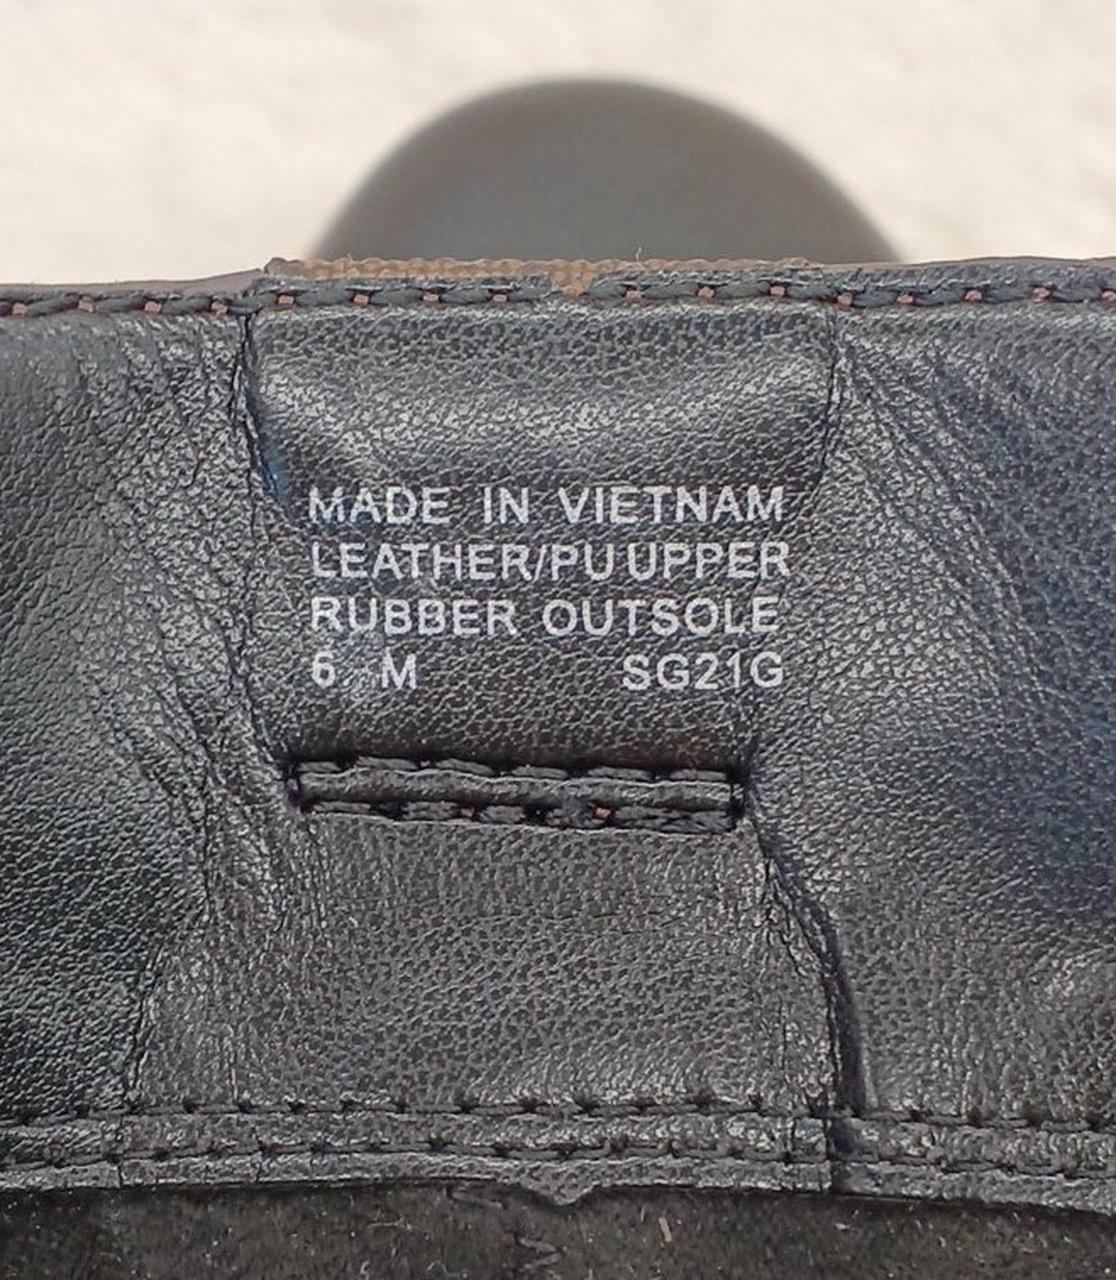 MADE IN VIETNAM
LEATHER/PU UPPER
RUBBER OUTSOLE
6 M SG21G